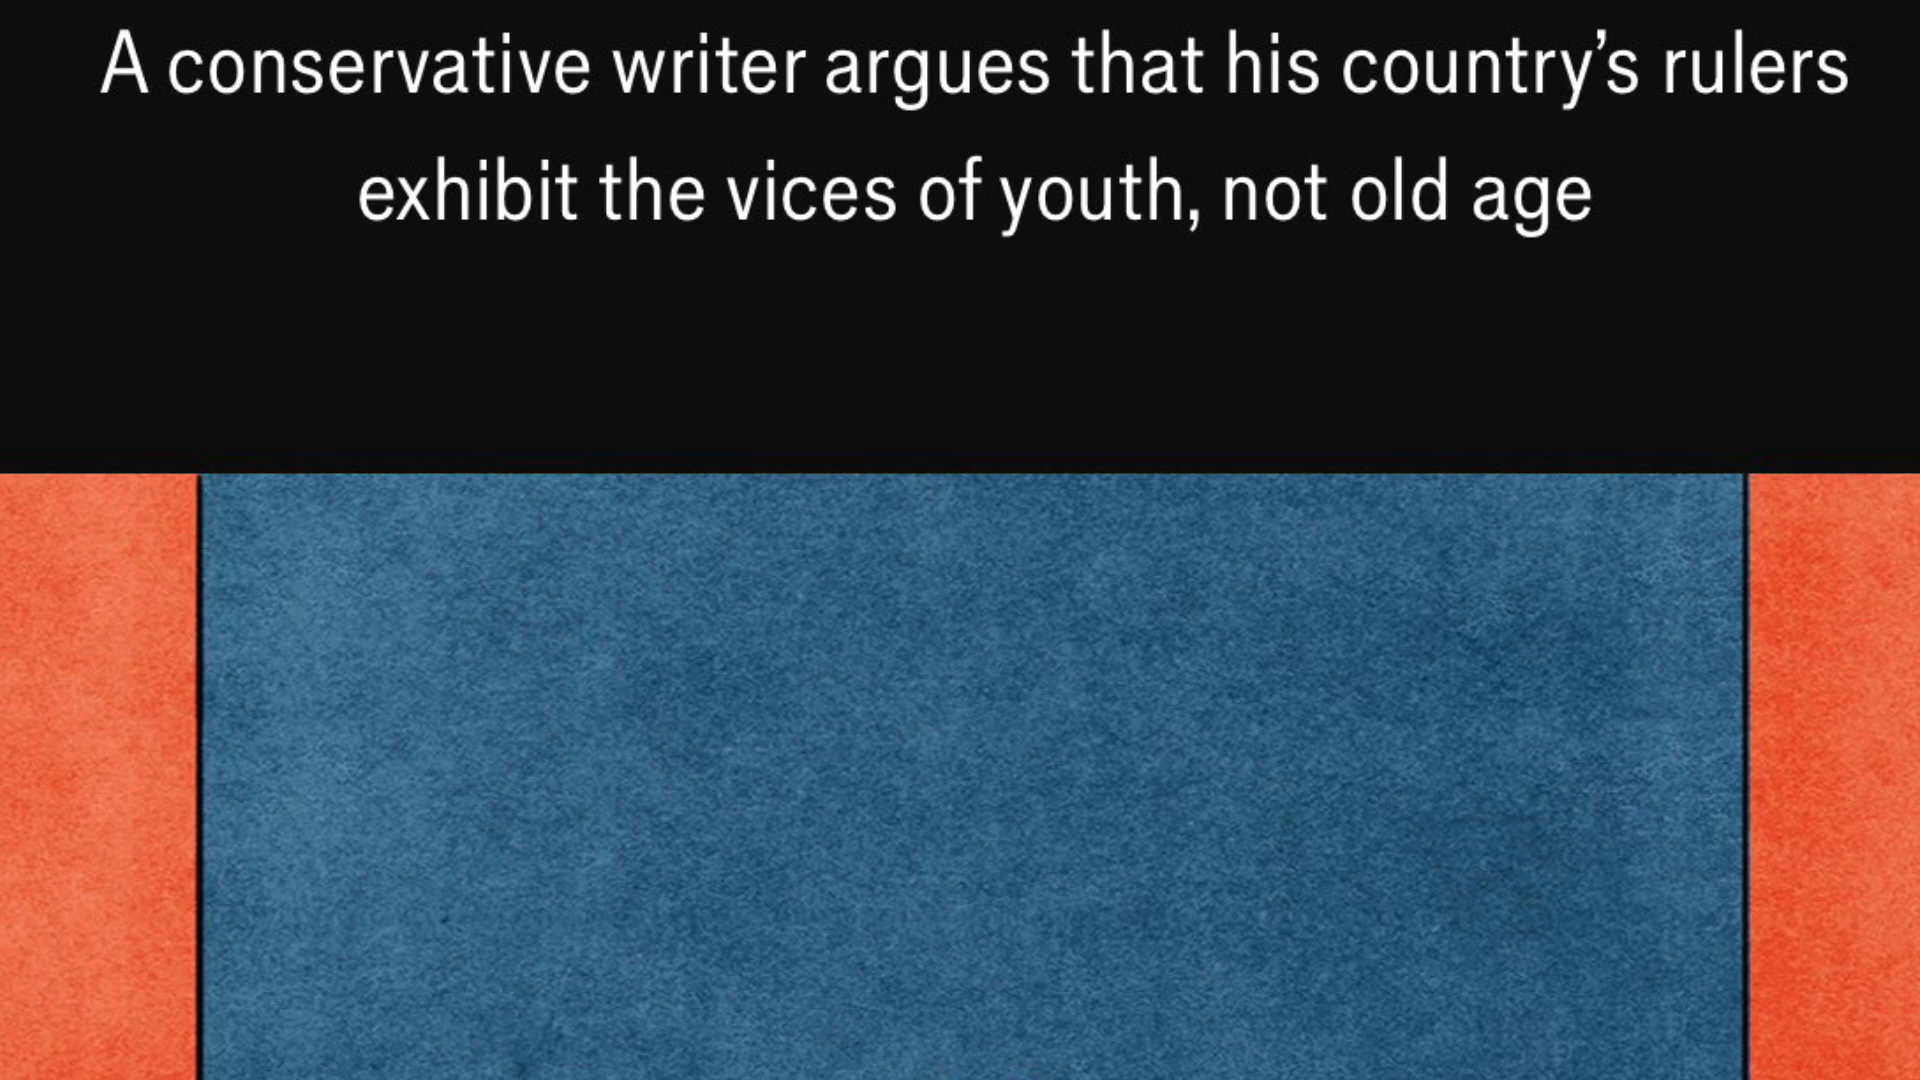 A conservative writer argues that his country’s rulers
exhibit the vices of youth, not old age